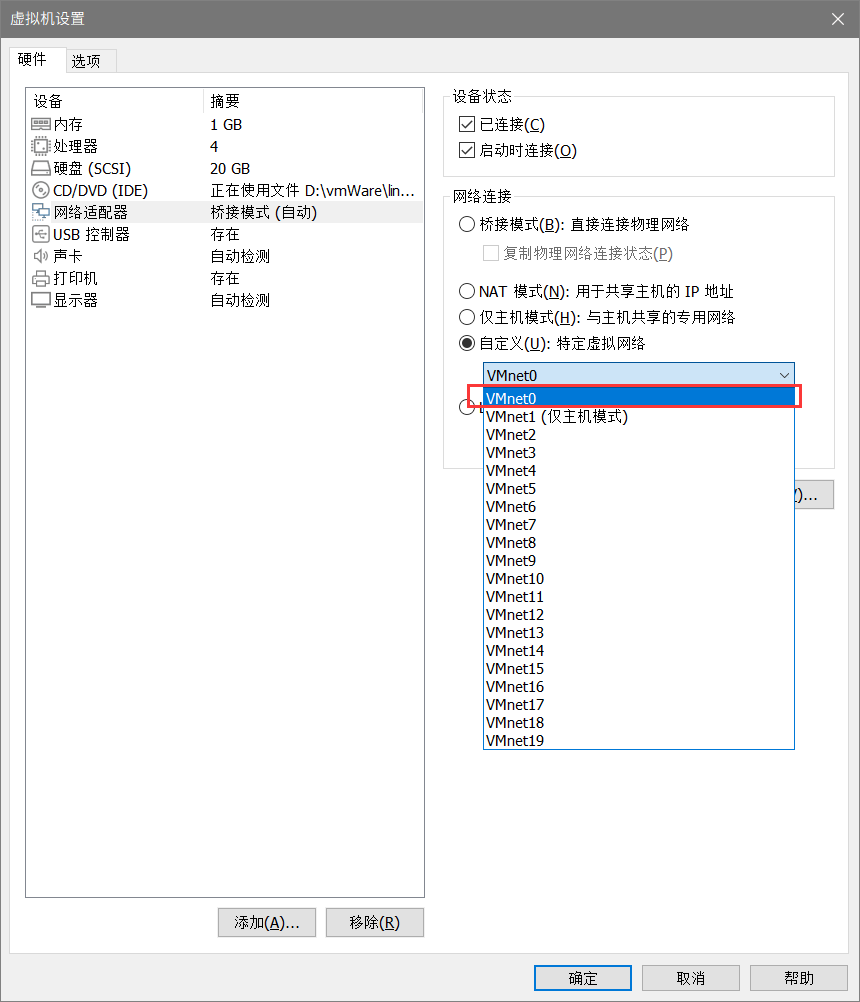 虚拟机设置
硬件 选项
设备 摘要
内存 1 GB
处理器 4
硬盘 (SCSI) 20 GB
CD/DVD (IDE) 正在使用文件 D:\vmWare\lin...
网络适配器 桥接模式 (自动)
USB 控制器 存在
声卡 自动检测
打印机 存在
显示器 自动检测
添加(A)... 移除(R)
设备状态
已连接(C)
启动时连接(O)
网络连接
桥接模式(B): 直接连接物理网络
复制物理网络连接状态(P)
NAT 模式(N): 用于共享主机的 IP 地址
仅主机模式(H): 与主机共享的专用网络
自定义(U): 特定虚拟网络
VMnet0
VMnet0
VMnet1 (仅主机模式)
VMnet2
VMnet3
VMnet4
VMnet5
VMnet6
VMnet7
VMnet8
VMnet9
VMnet10
VMnet11
VMnet12
VMnet13
VMnet14
VMnet15
VMnet16
VMnet17
VMnet18
VMnet19
确定 取消 帮助